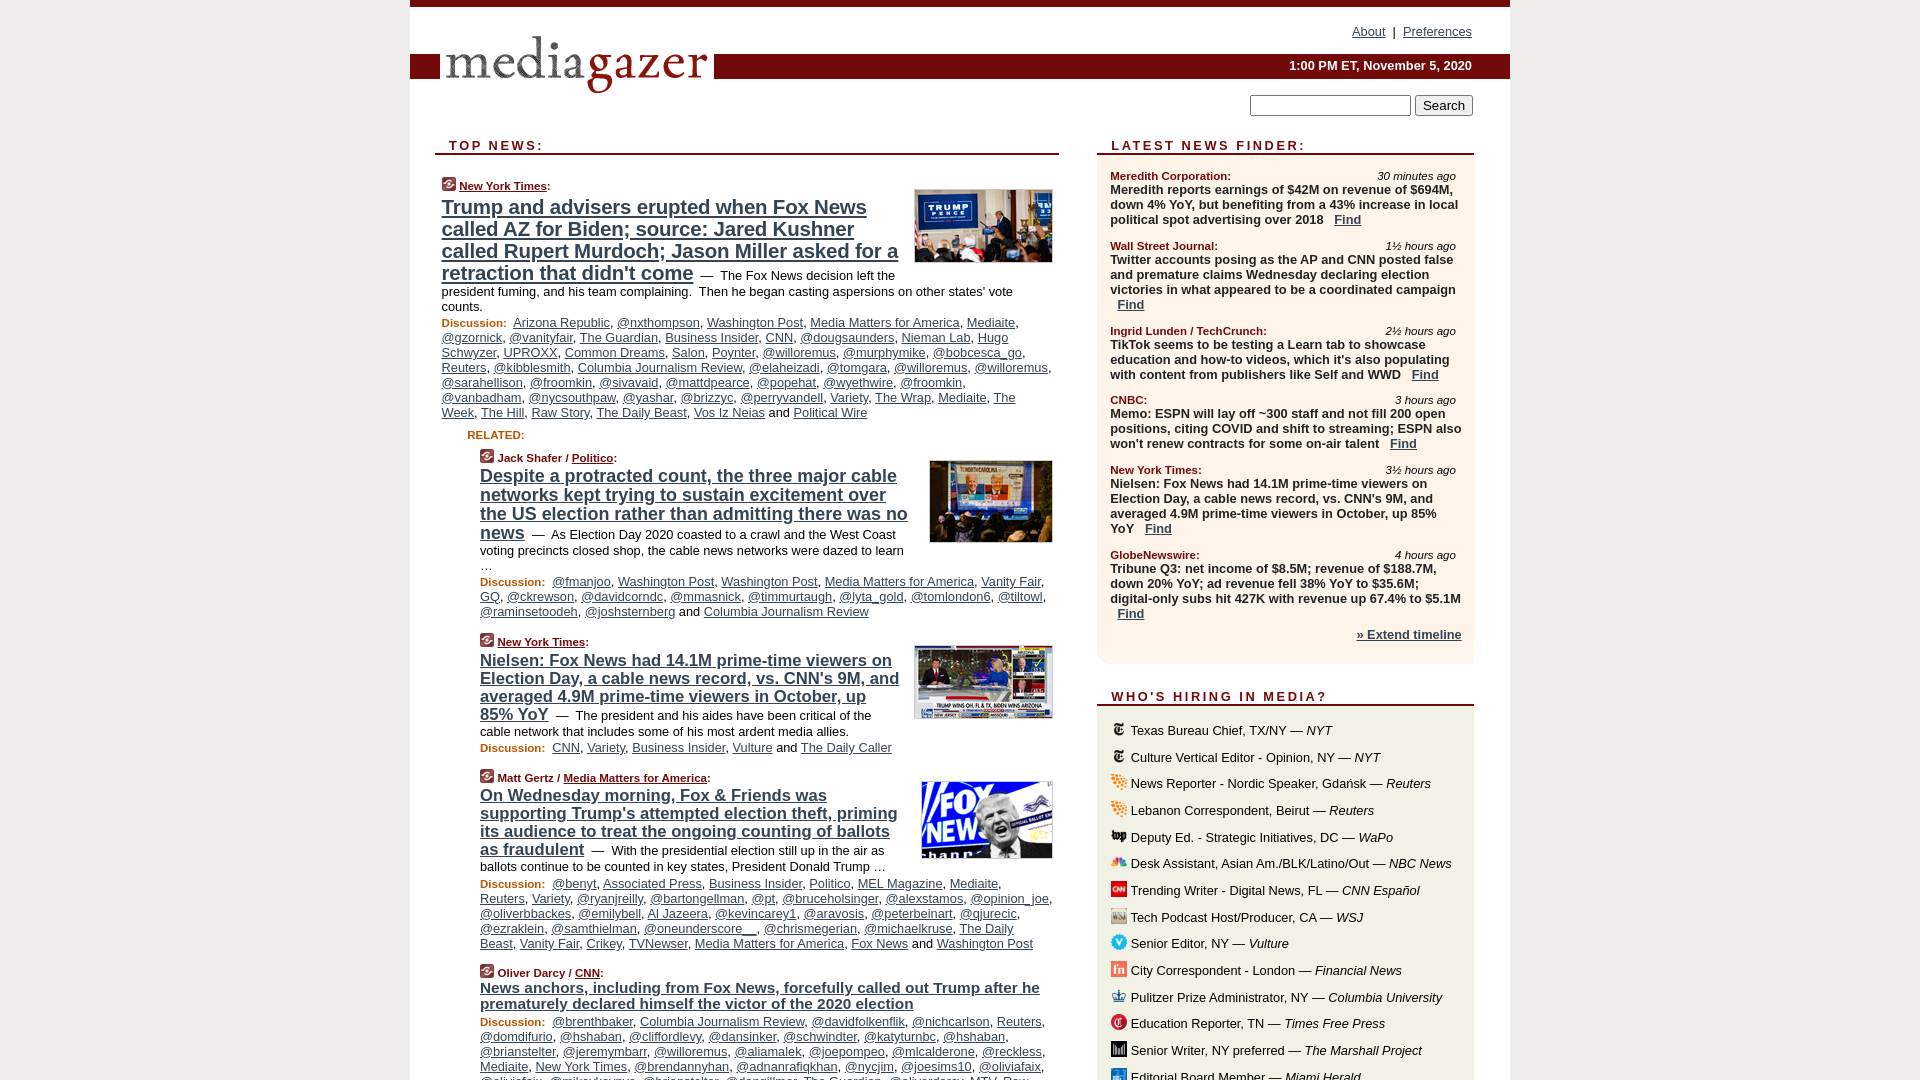 About | Preferences
mediagazer
1:00 PM ET, November 5, 2020
Search
TOP NEWS:
New York Times:
Trump and advisers erupted when Fox News
called AZ for Biden; source: Jared Kushner
called Rupert Murdoch; Jason Miller asked for a
retraction that didn't come — The Fox News decision left the
president fuming, and his team complaining. Then he began casting aspersions on other states' vote
counts.
Discussion: Arizona Republic, @nxthompson, Washington Post, Media Matters for America, Mediaite,
@gzornick, @vanityfair, The Guardian, Business Insider, CNN, @dougsaunders, Nieman Lab, Hugo
Schwyzer, UPROXX, Common Dreams, Salon, Poynter, @willoremus, @murphymike, @bobcesca_go,
Reuters, @kibblesmith, Columbia Journalism Review, @elaheizadi, @tomgara, @willoremus, @willoremus,
@sarahellison, @froomkin, @sivavaid, @mattdpearce, @popehat, @wyethwire, @froomkin,
@vanbadham, @nycsouthpaw, @yashar, @brizzyc, @perryvandell, Variety, The Wrap, Mediaite, The
Week, The Hill, Raw Story, The Daily Beast, Vos Iz Neias and Political Wire
RELATED:
Jack Shafer / Politico:
Despite a protracted count, the three major cable
networks kept trying to sustain excitement over
the US election rather than admitting there was no
news — As Election Day 2020 coasted to a crawl and the West Coast
voting precincts closed shop, the cable news networks were dazed to learn
…
Discussion: @fmanjoo, Washington Post, Washington Post, Media Matters for America, Vanity Fair,
GQ, @ckrewson, @davidcorndc, @mmasnick, @timmurtaugh, @lyta_gold, @tomlondon6, @tiltowl,
@raminsetoodeh, @joshsternberg and Columbia Journalism Review
New York Times:
Nielsen: Fox News had 14.1M prime-time viewers on
Election Day, a cable news record, vs. CNN's 9M, and
averaged 4.9M prime-time viewers in October, up
85% YoY — The president and his aides have been critical of the
cable network that includes some of his most ardent media allies.
Discussion: CNN, Variety, Business Insider, Vulture and The Daily Caller
Matt Gertz / Media Matters for America:
On Wednesday morning, Fox & Friends was
supporting Trump's attempted election theft, priming
its audience to treat the ongoing counting of ballots
as fraudulent — With the presidential election still up in the air as
ballots continue to be counted in key states, President Donald Trump …
Discussion: @benyt, Associated Press, Business Insider, Politico, MEL Magazine, Mediaite,
Reuters, Variety, @ryanjreilly, @bartongellman, @pt, @bruceholsinger, @alexstamos, @opinion_joe,
@oliverbbackes, @emilybell, Al Jazeera, @kevincarey1, @aravosis, @peterbeinart, @qjurecic,
@ezraklein, @samthielman, @oneunderscore__, @chrismegerian, @michaelkruse, The Daily
Beast, Vanity Fair, Crikey, TVNewser, Media Matters for America, Fox News and Washington Post
Oliver Darcy / CNN:
News anchors, including from Fox News, forcefully called out Trump after he
prematurely declared himself the victor of the 2020 election
Discussion: @brenthbaker, Columbia Journalism Review, @davidfolkenflik, @nichcarlson, Reuters,
@domdifurio, @hshaban, @cliffordlevy, @dansinker, @schwindter, @katyturnbc, @hshaban,
@brianstelter, @jeremymbarr, @willoremus, @aliamalek, @joepompeo, @mlcalderone, @reckless,
Mediaite, New York Times, @brendannyhan, @adnanrafiqkhan, @nycjim, @joesims10, @oliviafaix,
TRUMP
PENCE
TRUMP WINS OH, FL & TX, BIDEN WINS ARIZONA
FOX
NEWS
LATEST NEWS FINDER:
Meredith Corporation: 30 minutes ago
Meredith reports earnings of $42M on revenue of $694M,
down 4% YoY, but benefiting from a 43% increase in local
political spot advertising over 2018 Find
Wall Street Journal: 1½ hours ago
Twitter accounts posing as the AP and CNN posted false
and premature claims Wednesday declaring election
victories in what appeared to be a coordinated campaign
Find
Ingrid Lunden / TechCrunch: 2½ hours ago
TikTok seems to be testing a Learn tab to showcase
education and how-to videos, which it's also populating
with content from publishers like Self and WWD Find
CNBC: 3 hours ago
Memo: ESPN will lay off ~300 staff and not fill 200 open
positions, citing COVID and shift to streaming; ESPN also
won't renew contracts for some on-air talent Find
New York Times: 3½ hours ago
Nielsen: Fox News had 14.1M prime-time viewers on
Election Day, a cable news record, vs. CNN's 9M, and
averaged 4.9M prime-time viewers in October, up 85%
YoY Find
GlobeNewswire: 4 hours ago
Tribune Q3: net income of $8.5M; revenue of $188.7M,
down 20% YoY; ad revenue fell 38% YoY to $35.6M;
digital-only subs hit 427K with revenue up 67.4% to $5.1M
Find
» Extend timeline
WHO'S HIRING IN MEDIA?
Texas Bureau Chief, TX/NY — NYT
Culture Vertical Editor - Opinion, NY — NYT
News Reporter - Nordic Speaker, Gdańsk — Reuters
Lebanon Correspondent, Beirut — Reuters
Deputy Ed. - Strategic Initiatives, DC — WaPo
Desk Assistant, Asian Am./BLK/Latino/Out — NBC News
Trending Writer - Digital News, FL — CNN Español
Tech Podcast Host/Producer, CA — WSJ
Senior Editor, NY — Vulture
City Correspondent - London — Financial News
Pulitzer Prize Administrator, NY — Columbia University
Education Reporter, TN — Times Free Press
Senior Writer, NY preferred — The Marshall Project
Editorial Board Member — Miami Herald